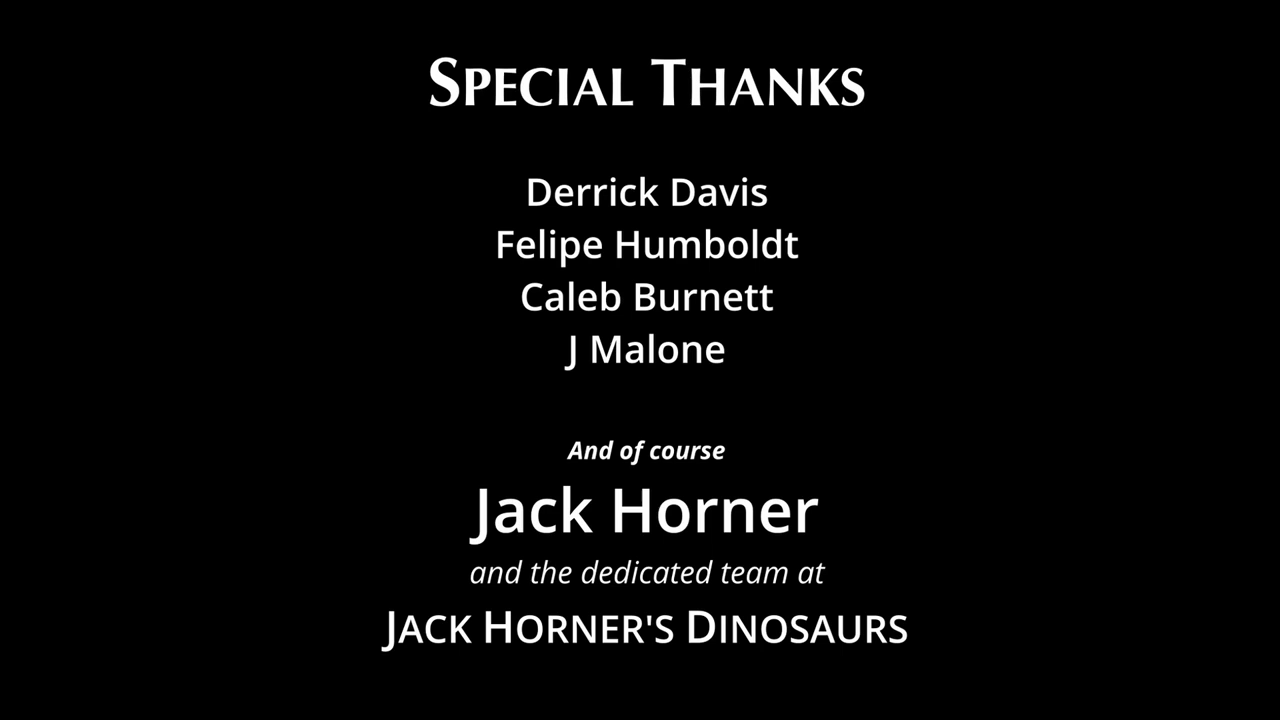 SPECIAL THANKS
Derrick Davis
Felipe Humboldt
Caleb Burnett
J Malone
And of course
Jack Horner
and the dedicated team at
JACK HORNER'S DINOSAURS